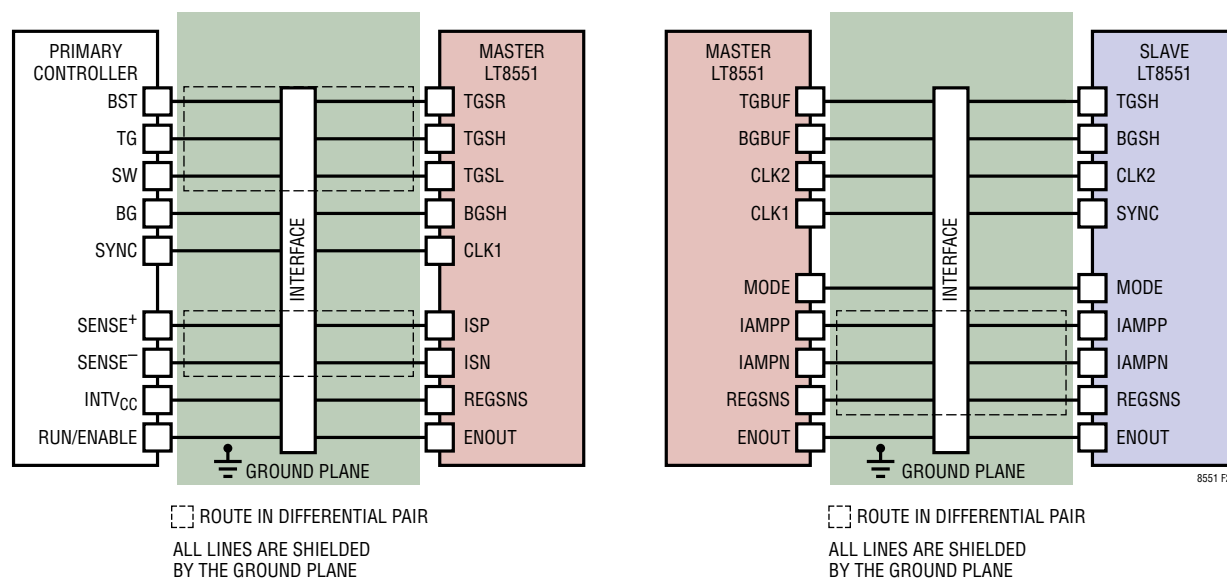 PRIMARY
CONTROLLER
BST
TG
SW
BG
SYNC
SENSE+
SENSE–
INTVCC
RUN/ENABLE
INTERFACE
GROUND PLANE
MASTER
LT8551
TGSR
TGSH
TGSL
BGSH
CLK1
ISP
ISN
REGSNS
ENOUT
ROUTE IN DIFFERENTIAL PAIR
ALL LINES ARE SHIELDED
BY THE GROUND PLANE
MASTER
LT8551
TGBUF
BGBUF
CLK2
CLK1
MODE
IAMPP
IAMPN
REGSNS
ENOUT
INTERFACE
GROUND PLANE
SLAVE
LT8551
TGSH
BGSH
CLK2
SYNC
MODE
IAMPP
IAMPN
REGSNS
ENOUT
8551
ROUTE IN DIFFERENTIAL PAIR
ALL LINES ARE SHIELDED
BY THE GROUND PLANE